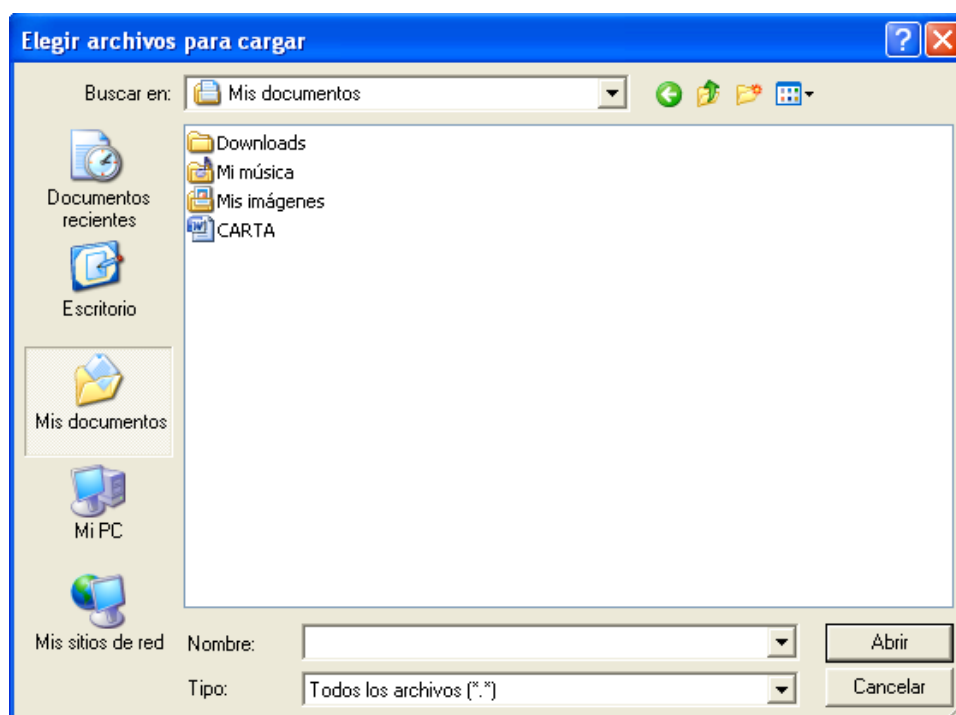 Elegir archivos para cargar
Buscar en: Mis documentos
Documentos
recientes
Escritorio
Mis documentos
Mi PC
Mis sitios de red
Downloads
Mi música
Mis imágenes
CARTA
Nombre:
Abrir
Tipo: Todos los archivos (*.*)
Cancelar